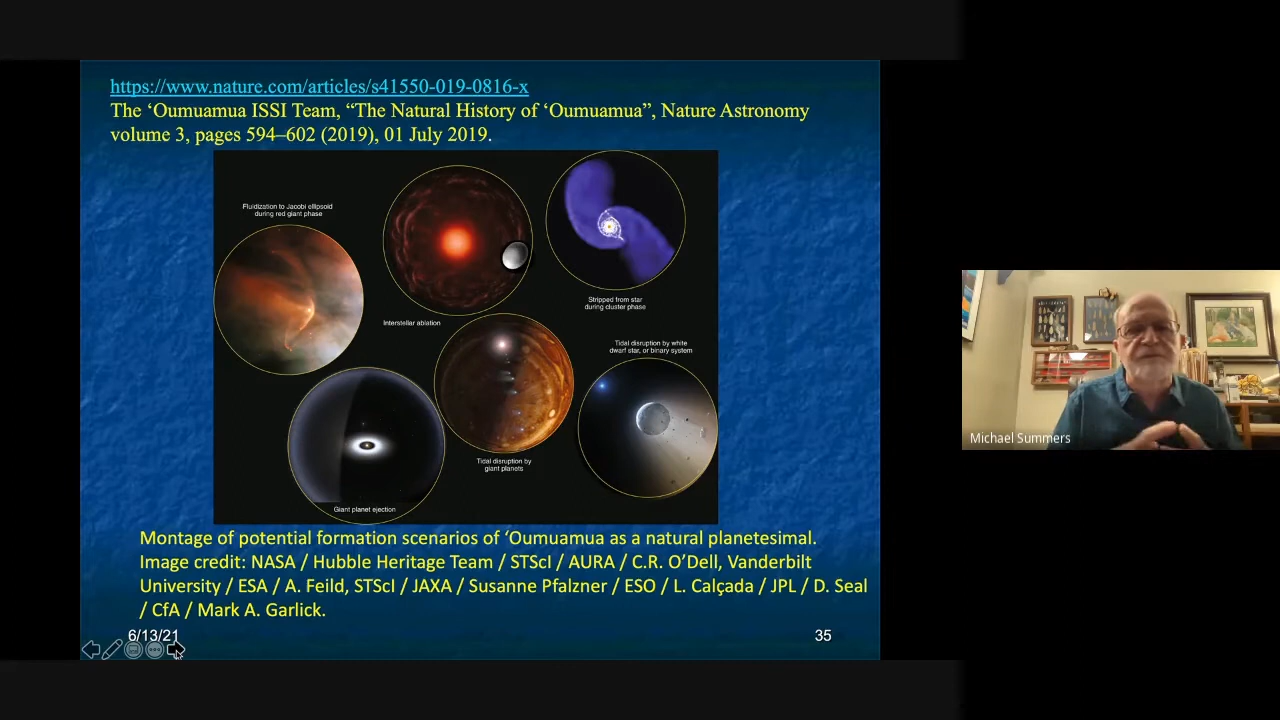 https://www.nature.com/articles/s41550-019-0816-x
The ‘Oumuamua ISSI Team, “The Natural History of ‘Oumuamua”, Nature Astronomy
volume 3, pages 594–602 (2019), 01 July 2019.
Fluidization to Jacobi ellipsoid
during red giant phase
Interstellar ablation
Stripped from star
during cluster phase
Tidal disruption by white
dwarf star, or binary system
Tidal disruption by
giant planets
Giant planet ejection
Montage of potential formation scenarios of ‘Oumuamua as a natural planetesimal.
Image credit: NASA / Hubble Heritage Team / STScI / AURA / C.R. O’Dell, Vanderbilt
University / ESA / A. Feild, STScI / JAXA / Susanne Pfalzner / ESO / L. Calçada / JPL / D. Seal
/ CfA / Mark A. Garlick.
6/13/21
35
Michael Summers